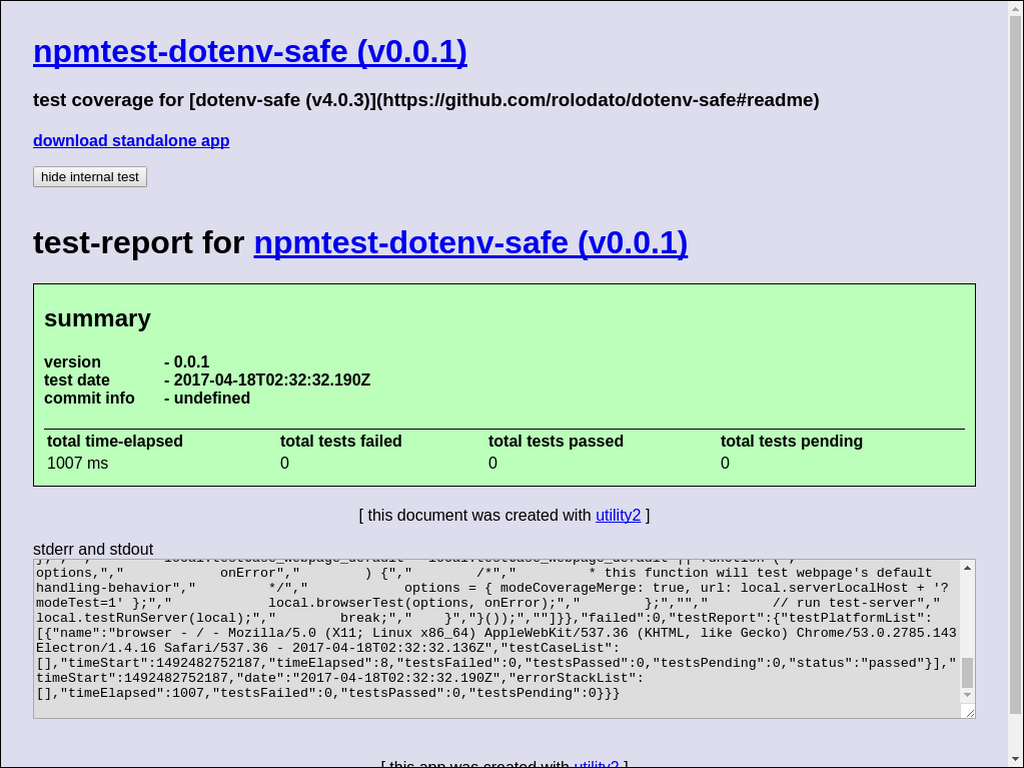 npmtest-dotenv-safe (v0.0.1)
test coverage for [dotenv-safe (v4.0.3)](https://github.com/rolodato/dotenv-safe#readme)
download standalone app
hide internal test
test-report for npmtest-dotenv-safe (v0.0.1)
summary
version - 0.0.1
test date - 2017-04-18T02:32:32.190Z
commit info - undefined
total time-elapsed total tests failed total tests passed total tests pending
1007 ms 0 0 0
[ this document was created with utility2 ]
stderr and stdout
options,","            onError","        ) {","        /*","         * this function will test webpage's default
handling-behavior","         */","            options = { modeCoverageMerge: true, url: local.serverLocalHost + '?
modeTest=1' };","            local.browserTest(options, onError);","        };","","        // run test-server","
local.testRunServer(local);","        break;","    }","}());",""]}},"failed":0,"testReport":{"testPlatformList":
[{"name":"browser - / - Mozilla/5.0 (X11; Linux x86_64) AppleWebKit/537.36 (KHTML, like Gecko) Chrome/53.0.2785.143
Electron/1.4.16 Safari/537.36 - 2017-04-18T02:32:32.136Z","testCaseList":
[],"timeStart":1492482752187,"timeElapsed":8,"testsFailed":0,"testsPassed":0,"testsPending":0,"status":"passed"}],"
timeStart":1492482752187,"date":"2017-04-18T02:32:32.190Z","errorStackList":
[],"timeElapsed":1007,"testsFailed":0,"testsPassed":0,"testsPending":0}}}
[ this app was created with utility2 ]